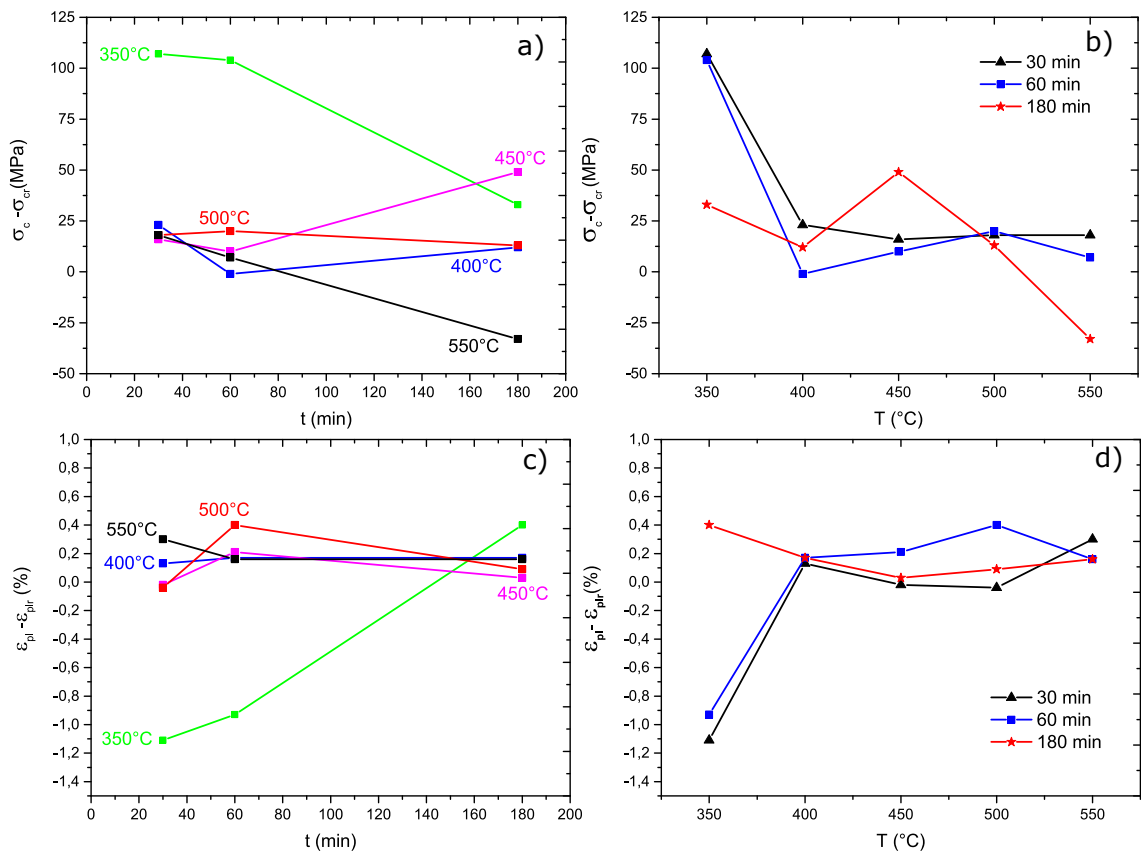 a)
125
100
75
50
25
0
-25
-50
σc -σcr(MPa)
350°C
450°C
500°C
400°C
550°C
0 20 40 60 80 100 120 140 160 180 200
t (min)
b)
125
100
75
50
25
0
-25
-50
σc-σcr (MPa)
30 min
60 min
180 min
350 400 450 500 550
T (°C)
c)
1,0
0,8
0,6
0,4
0,2
0,0
-0,2
-0,4
-0,6
-0,8
-1,0
-1,2
-1,4
εpl -εplr (%)
550°C
500°C
400°C
450°C
350°C
0 20 40 60 80 100 120 140 160 180 200
t (min)
d)
1,0
0,8
0,6
0,4
0,2
0,0
-0,2
-0,4
-0,6
-0,8
-1,0
-1,2
-1,4
εpl- εplr(%)
30 min
60 min
180 min
350 400 450 500 550
T (°C)